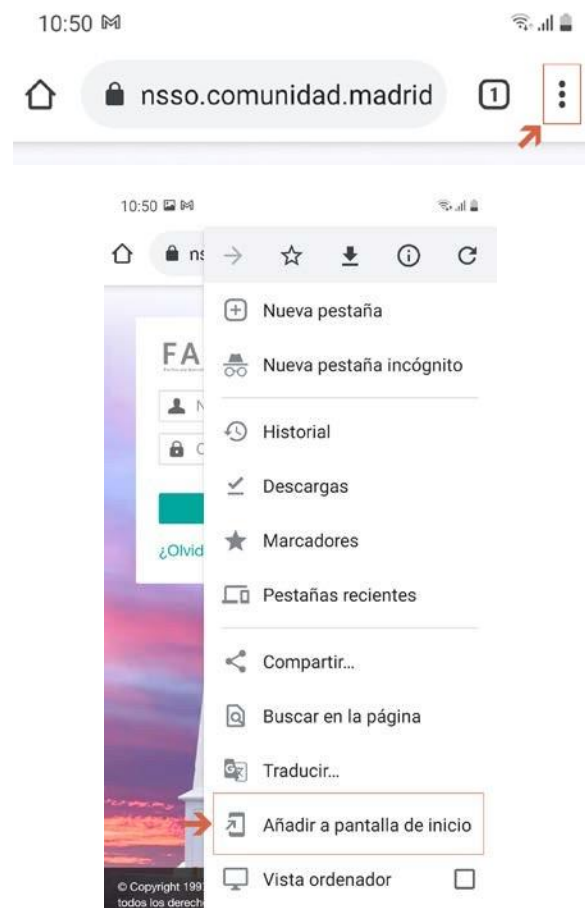 10:50
nsso.comunidad.madrid
1
10:50
ns
Nueva pestaña
FA
Nueva pestaña incógnito
N
Historial
C
Descargas
Marcadores
¿Olvid
Pestañas recientes
Compartir...
Buscar en la página
Traducir...
Añadir a pantalla de inicio
Vista ordenador
© Copyright 199
todos los derech